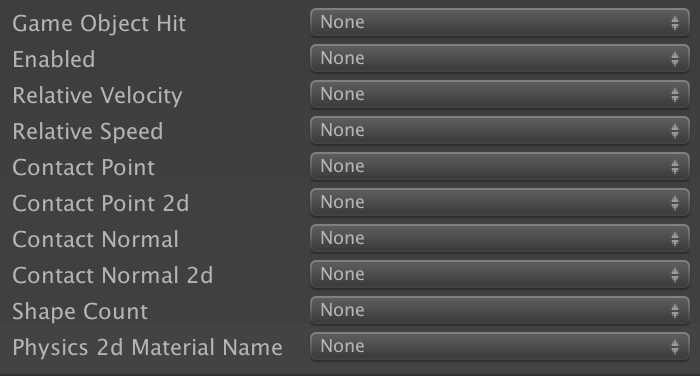 Game Object Hit None
Enabled None
Relative Velocity None
Relative Speed None
Contact Point None
Contact Point 2d None
Contact Normal None
Contact Normal 2d None
Shape Count None
Physics 2d Material Name None